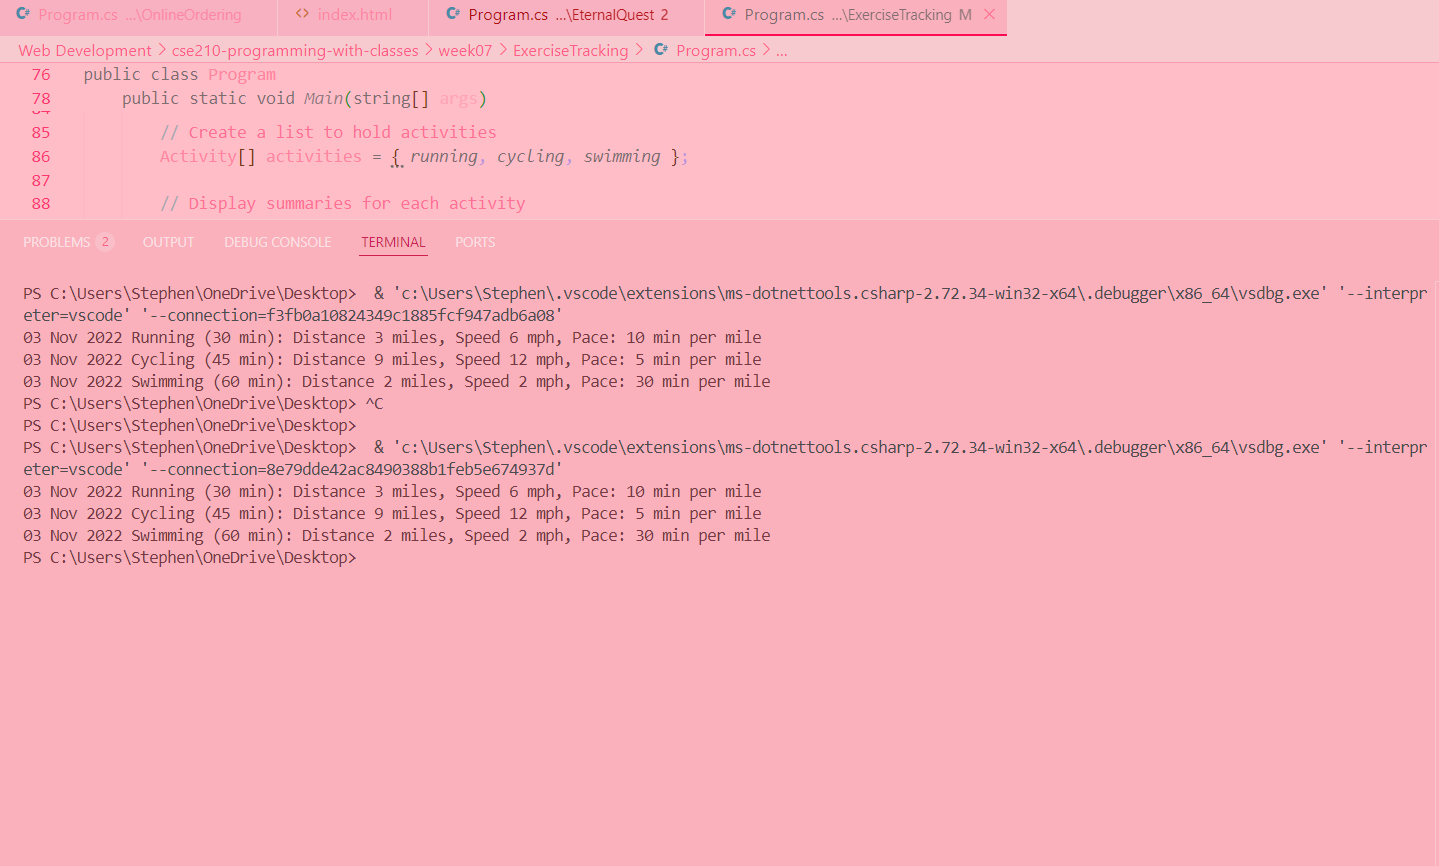 Program.cs ...\OnlineOrdering index.html Program.cs ...\EternalQuest 2 Program.cs ...\ExerciseTracking M
Web Development > cse210-programming-with-classes > week07 > ExerciseTracking > Program.cs > ...
76 public class Program
78 public static void Main(string[] args)
84
85 // Create a list to hold activities
86 Activity[] activities = { running, cycling, swimming };
87
88 // Display summaries for each activity
PROBLEMS 2 OUTPUT DEBUG CONSOLE TERMINAL PORTS
PS C:\Users\Stephen\OneDrive\Desktop>  & 'c:\Users\Stephen\.vscode\extensions\ms-dotnettools.csharp-2.72.34-win32-x64\.debugger\x86_64\vsdbg.exe' '--interpr
eter=vscode' '--connection=f3fb0a10824349c1885fcf947adb6a08'
03 Nov 2022 Running (30 min): Distance 3 miles, Speed 6 mph, Pace: 10 min per mile
03 Nov 2022 Cycling (45 min): Distance 9 miles, Speed 12 mph, Pace: 5 min per mile
03 Nov 2022 Swimming (60 min): Distance 2 miles, Speed 2 mph, Pace: 30 min per mile
PS C:\Users\Stephen\OneDrive\Desktop> ^C
PS C:\Users\Stephen\OneDrive\Desktop>
PS C:\Users\Stephen\OneDrive\Desktop>  & 'c:\Users\Stephen\.vscode\extensions\ms-dotnettools.csharp-2.72.34-win32-x64\.debugger\x86_64\vsdbg.exe' '--interpr
eter=vscode' '--connection=8e79dde42ac8490388b1feb5e674937d'
03 Nov 2022 Running (30 min): Distance 3 miles, Speed 6 mph, Pace: 10 min per mile
03 Nov 2022 Cycling (45 min): Distance 9 miles, Speed 12 mph, Pace: 5 min per mile
03 Nov 2022 Swimming (60 min): Distance 2 miles, Speed 2 mph, Pace: 30 min per mile
PS C:\Users\Stephen\OneDrive\Desktop>